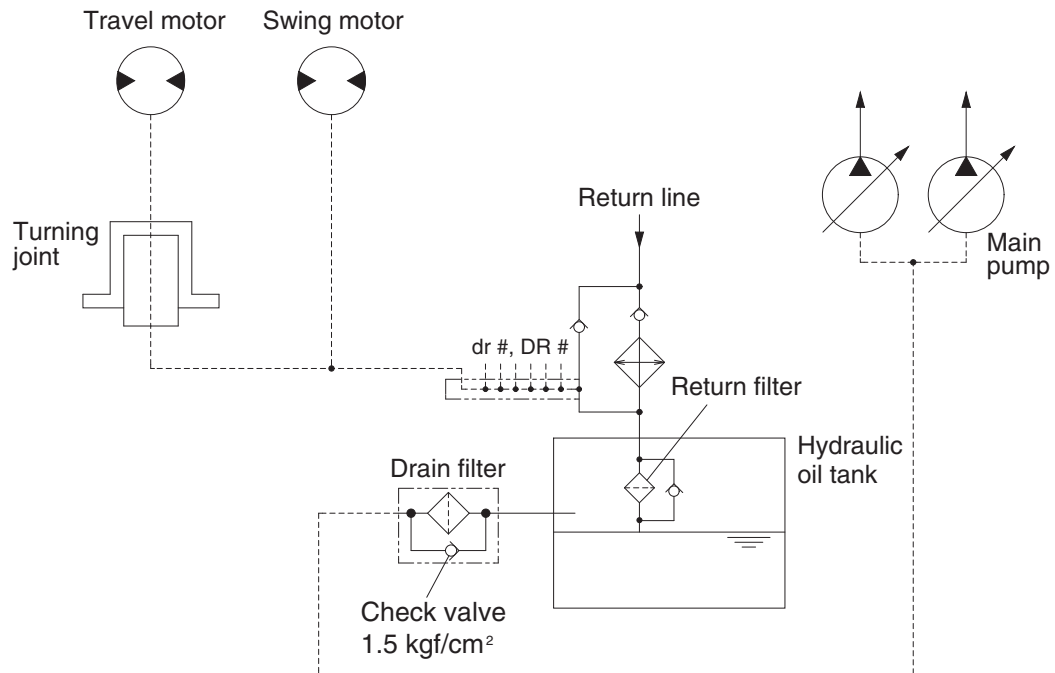 Travel motor
Swing motor
Return line
Turning
joint
Main
pump
dr #, DR #
Return filter
Hydraulic
oil tank
Drain filter
Check valve
1.5 kgf/cm²